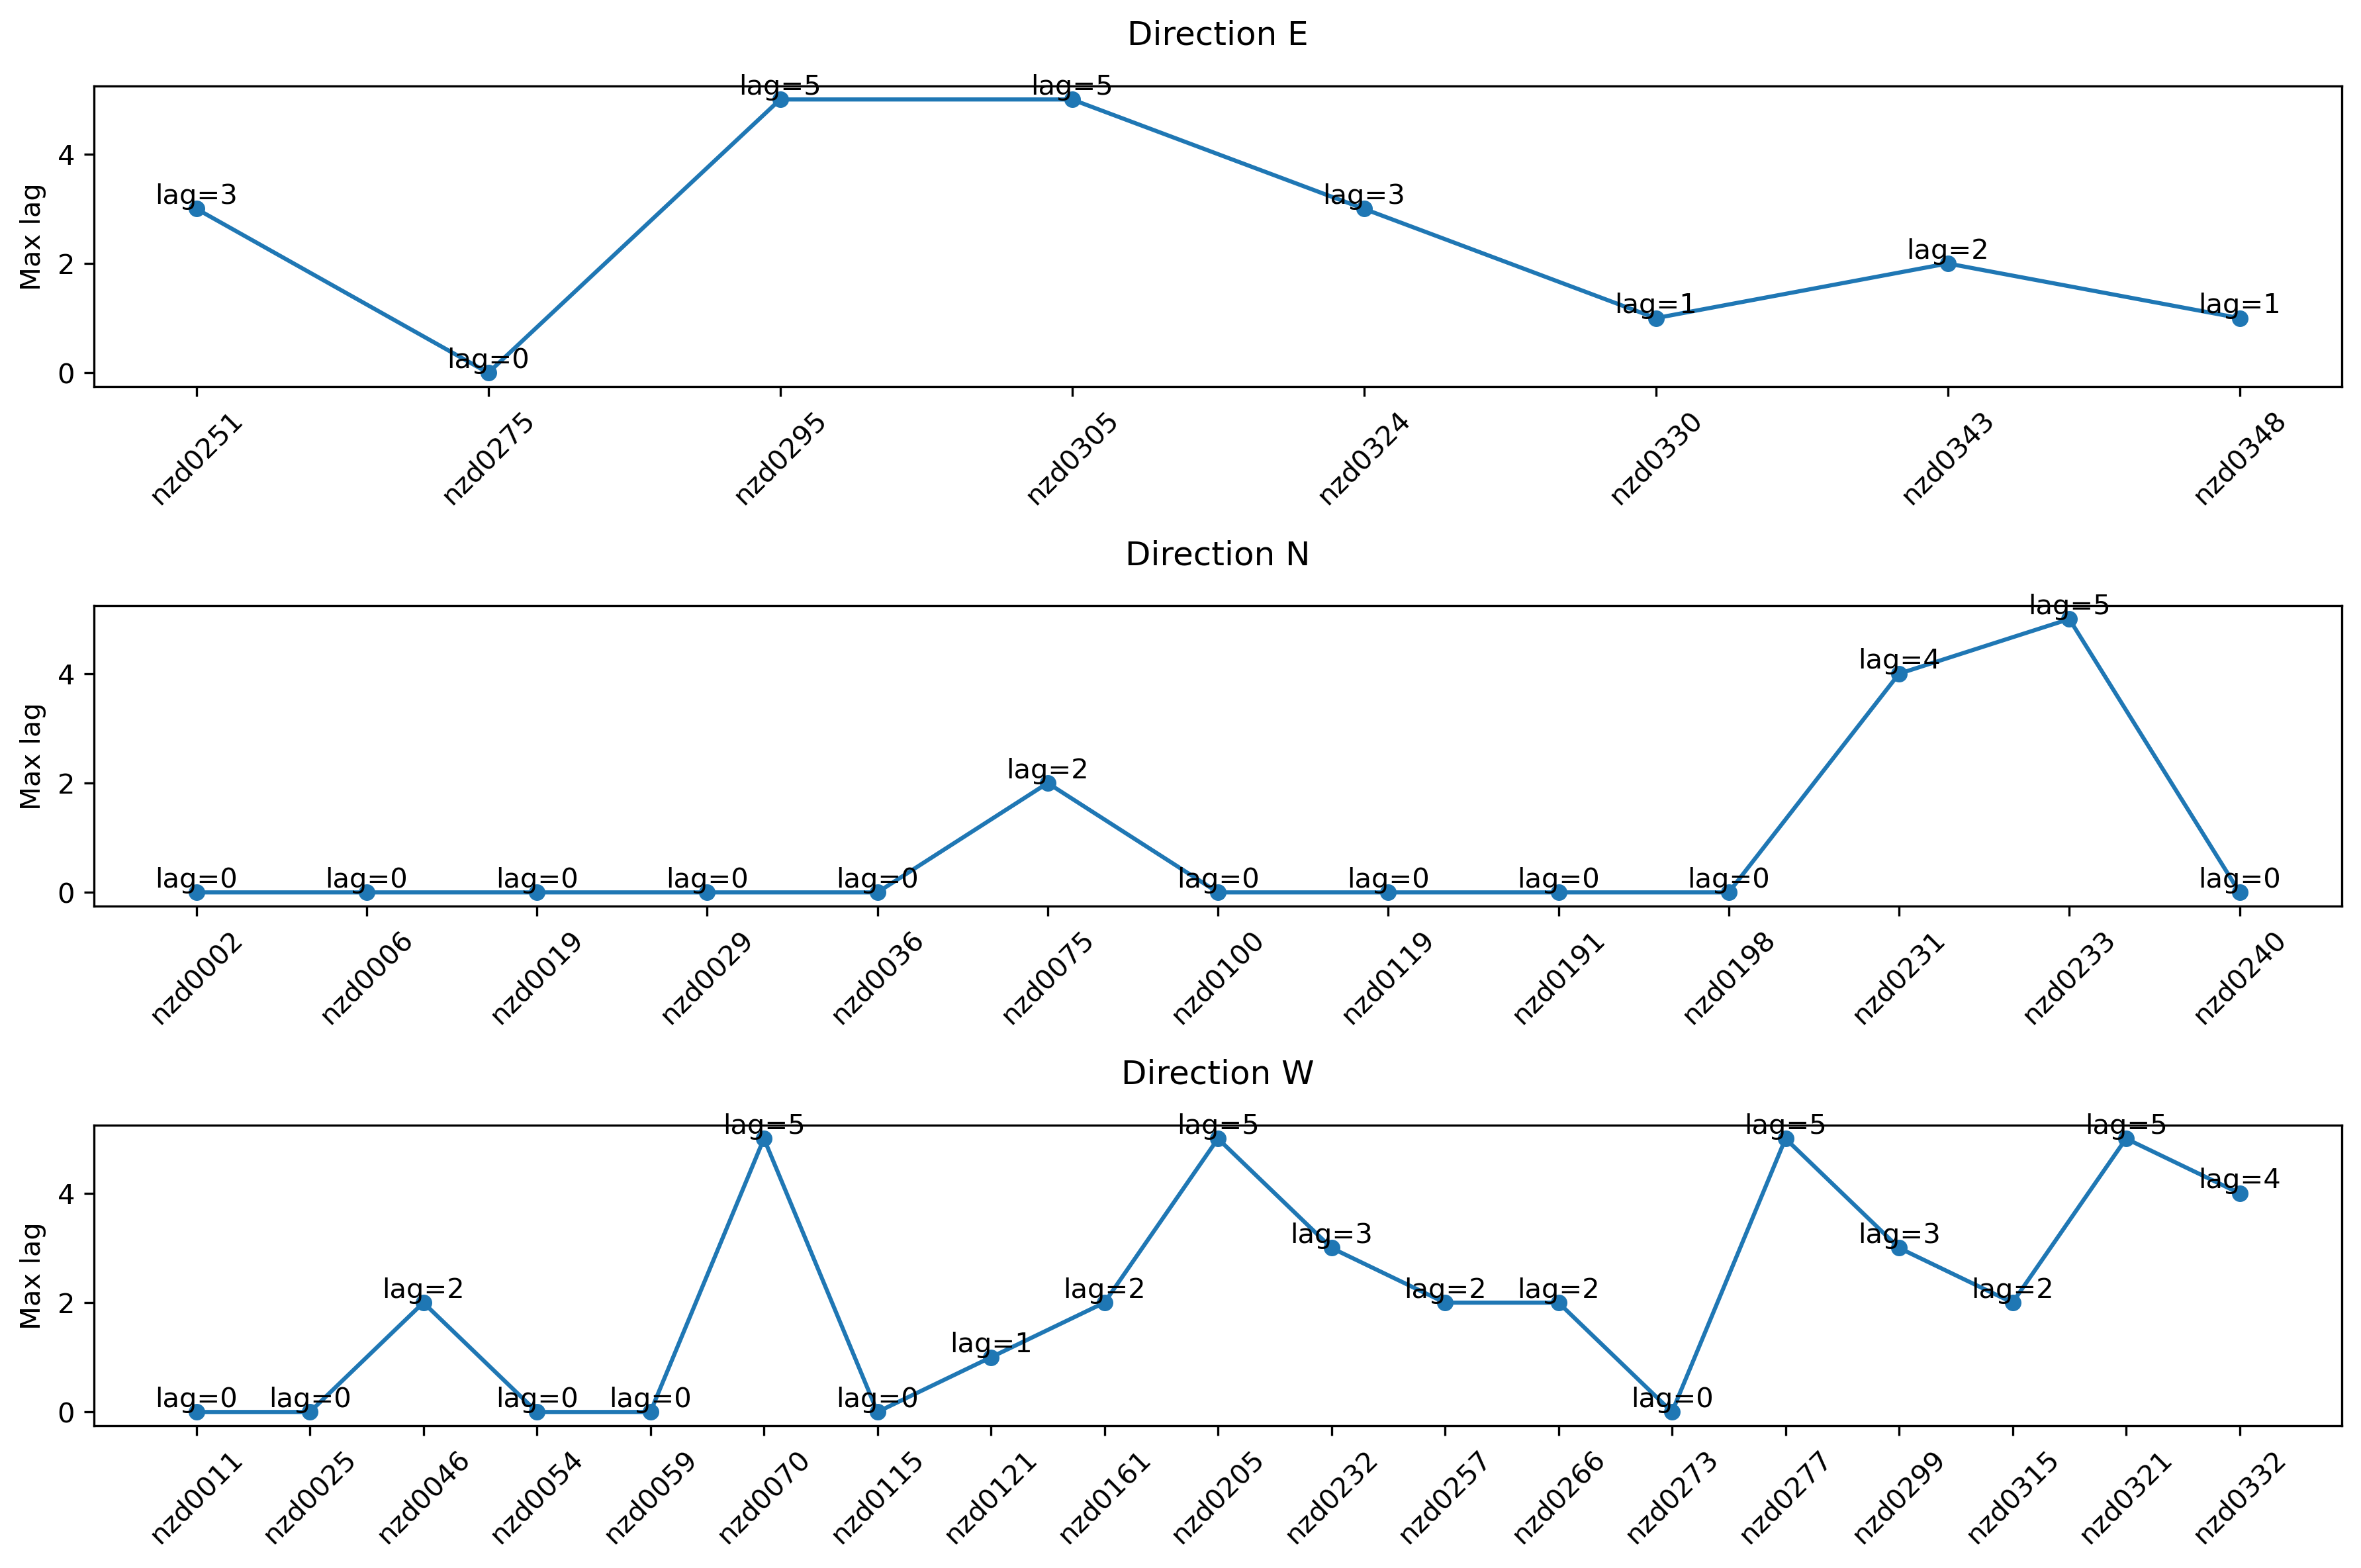 Direction E
lag=5 lag=5
4
lag=3 lag=3
Max lag
2
lag=2
lag=1 lag=1
lag=0
0
nzd0251 nzd0275 nzd0295 nzd0305 nzd0324 nzd0330 nzd0343 nzd0348
Direction N
lag=5
4
lag=4
Max lag
2
lag=2
0
lag=0 lag=0 lag=0 lag=0 lag=0 lag=0 lag=0 lag=0 lag=0 lag=0
nzd0002 nzd0006 nzd0019 nzd0029 nzd0036 nzd0075 nzd0100 nzd0119 nzd0191 nzd0198 nzd0231 nzd0233 nzd0240
Direction W
lag=5 lag=5 lag=5 lag=5
4
lag=4
lag=3 lag=3
Max lag
2
lag=2 lag=2 lag=2 lag=2 lag=2
lag=1
0
lag=0 lag=0 lag=0 lag=0 lag=0 lag=0
nzd0011 nzd0025 nzd0046 nzd0054 nzd0059 nzd0070 nzd0115 nzd0121 nzd0161 nzd0205 nzd0232 nzd0257 nzd0266 nzd0273 nzd0277 nzd0299 nzd0315 nzd0321 nzd0332